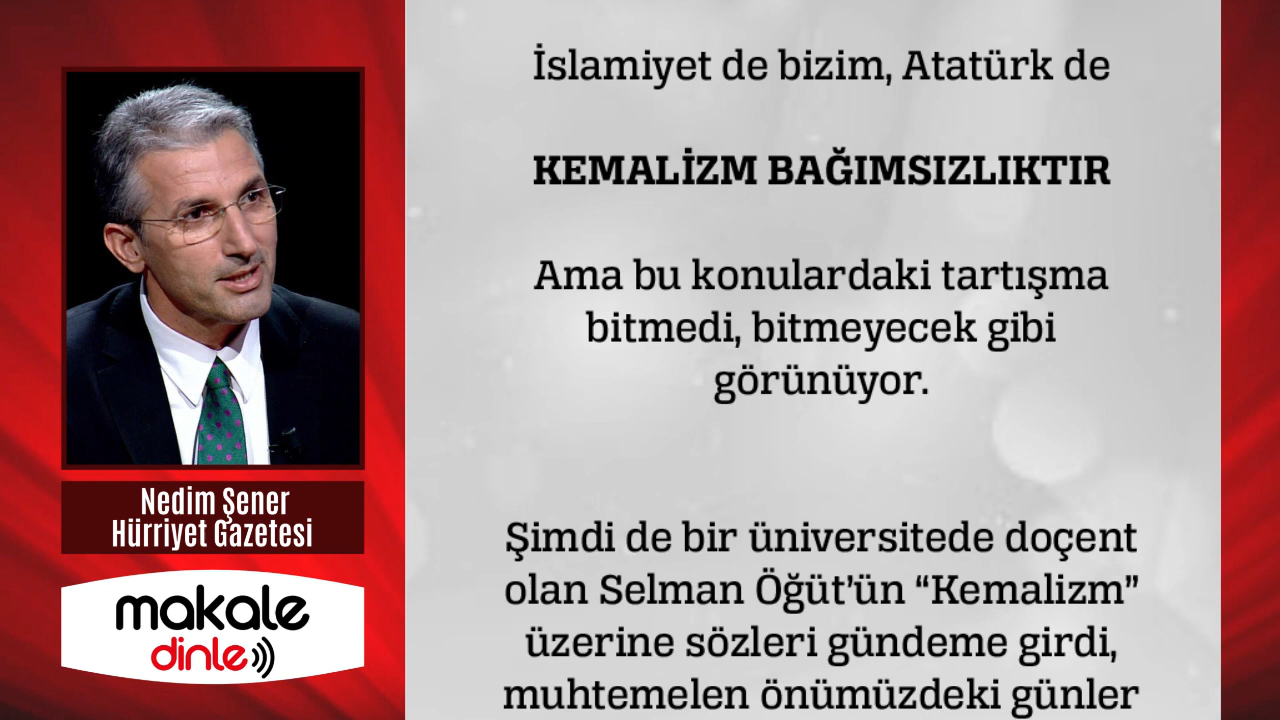 Nedim Şener
Hürriyet Gazetesi
makale
dinle
İslamiyet de bizim, Atatürk de
KEMALİZM BAĞIMSIZLIKTIR
Ama bu konulardaki tartışma
bitmedi, bitmeyecek gibi
görünüyor.
Şimdi de bir üniversitede doçent
olan Selman Öğüt’ün “Kemalizm”
üzerine sözleri gündeme girdi,
muhtemelen önümüzdeki günler